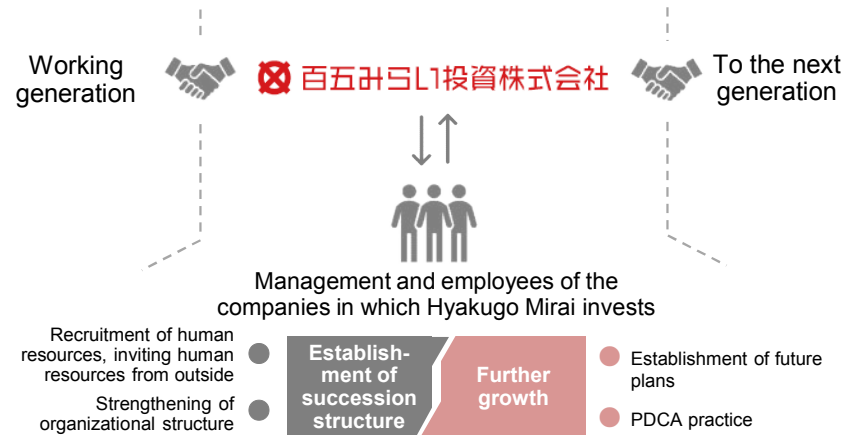 Working
generation
百五みらい投資株式会社
To the next
generation
Management and employees of the
companies in which Hyakugo Mirai invests
Recruitment of human
resources, inviting human
resources from outside
Strengthening of
organizational structure
Establish-
ment of
succession
structure
Further
growth
Establishment of future
plans
PDCA practice